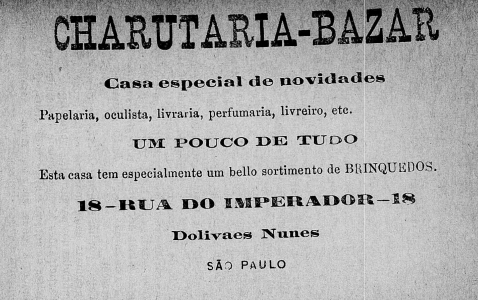 CHARUTARIA-BAZAR
Casa especial de novidades
Papelaria, oculista, livraria, perfumaria, livreiro, etc.
UM POUCO DE TUDO
Esta casa tem especialmente um bello sortimento de BRINQUEDOS.
18-RUA DO IMPERADOR-18
Dolivaes Nunes
SÃO PAULO